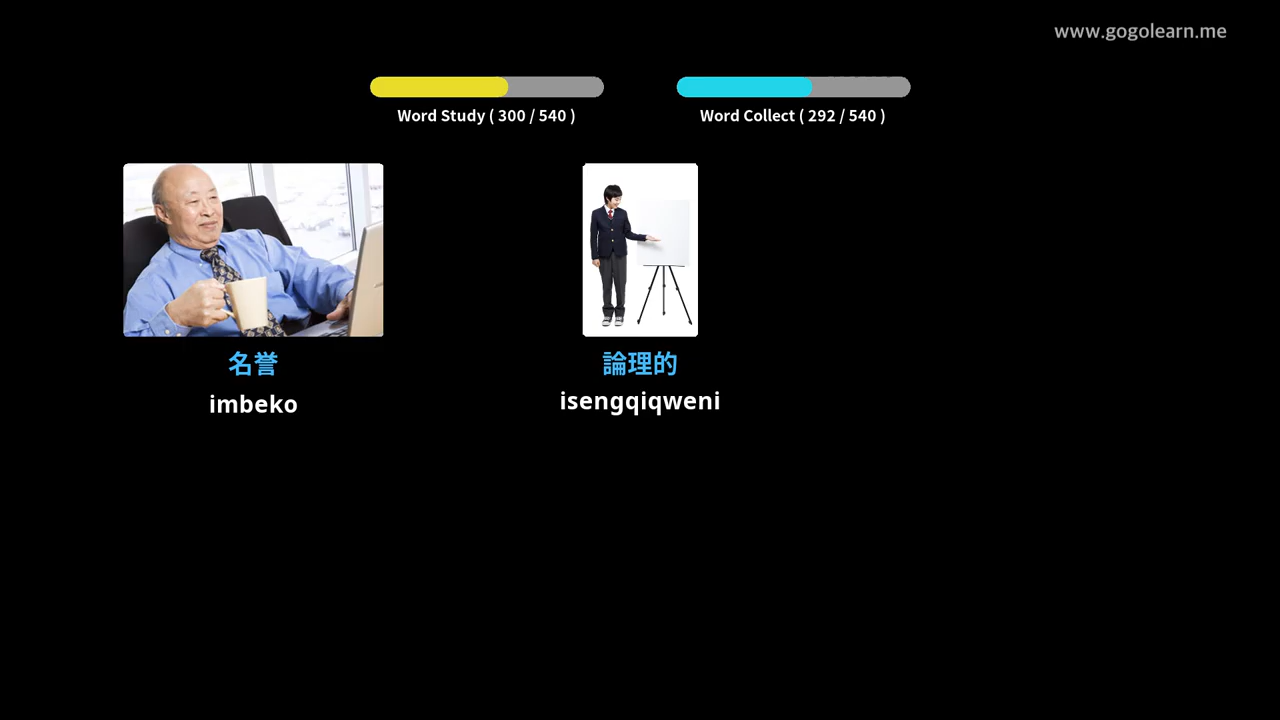 www.gogolearn.me
Word Study ( 300 / 540 )
Word Collect ( 292 / 540 )
名誉
imbeko
論理的
isengqiqweni